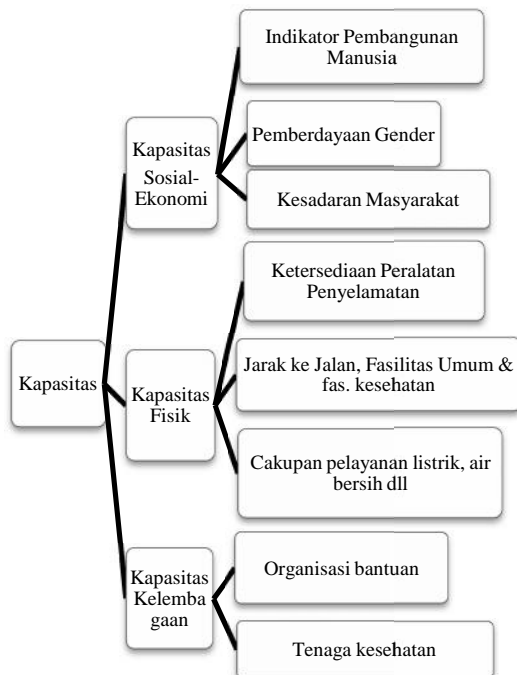 Kapasitas
Kapasitas
Sosial-
Ekonomi
Indikator Pembangunan
Manusia
Pemberdayaan Gender
Kesadaran Masyarakat
Kapasitas
Fisik
Ketersediaan Peralatan
Penyelamatan
Jarak ke Jalan, Fasilitas Umum &
fas. kesehatan
Cakupan pelayanan listrik, air
bersih dll
Kapasitas
Kelemba
gaan
Organisasi bantuan
Tenaga kesehatan